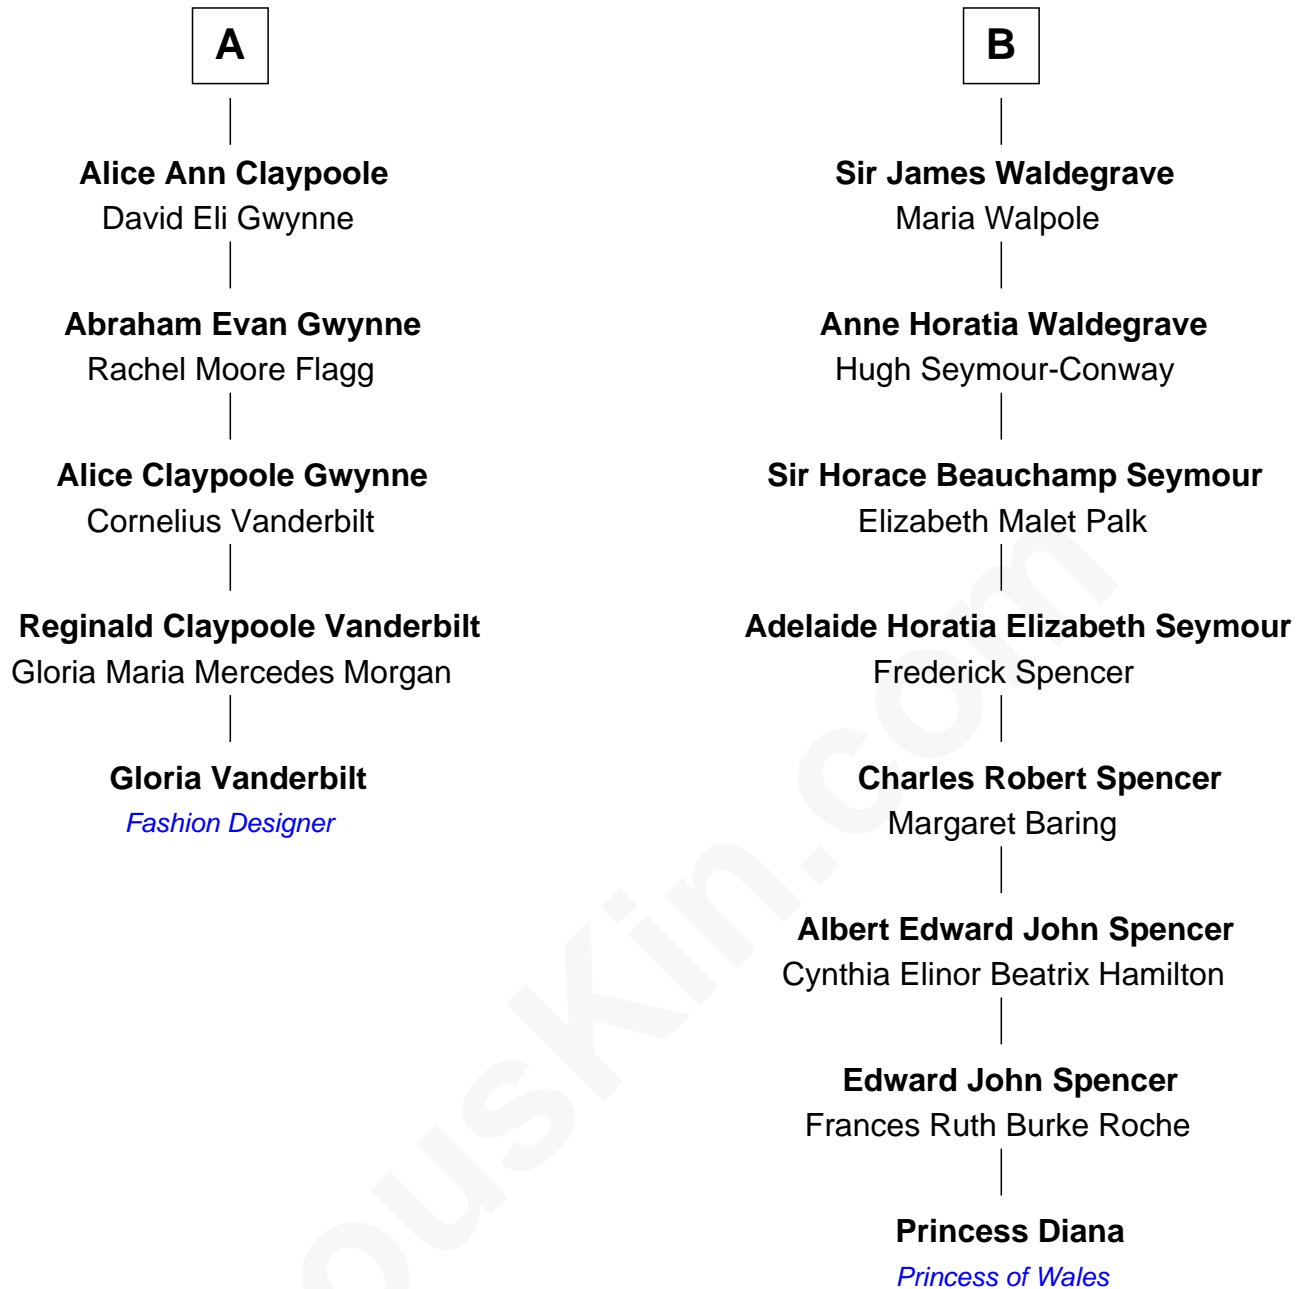 A
Alice Ann Claypoole
David Eli Gwynne
Abraham Evan Gwynne
Rachel Moore Flagg
Alice Claypoole Gwynne
Cornelius Vanderbilt
Reginald Claypoole Vanderbilt
Gloria Maria Mercedes Morgan
Gloria Vanderbilt
Fashion Designer
B
Sir James Waldegrave
Maria Walpole
Anne Horatia Waldegrave
Hugh Seymour-Conway
Sir Horace Beauchamp Seymour
Elizabeth Malet Palk
Adelaide Horatia Elizabeth Seymour
Frederick Spencer
Charles Robert Spencer
Margaret Baring
Albert Edward John Spencer
Cynthia Elinor Beatrix Hamilton
Edward John Spencer
Frances Ruth Burke Roche
Princess Diana
Princess of Wales
ousKin.com